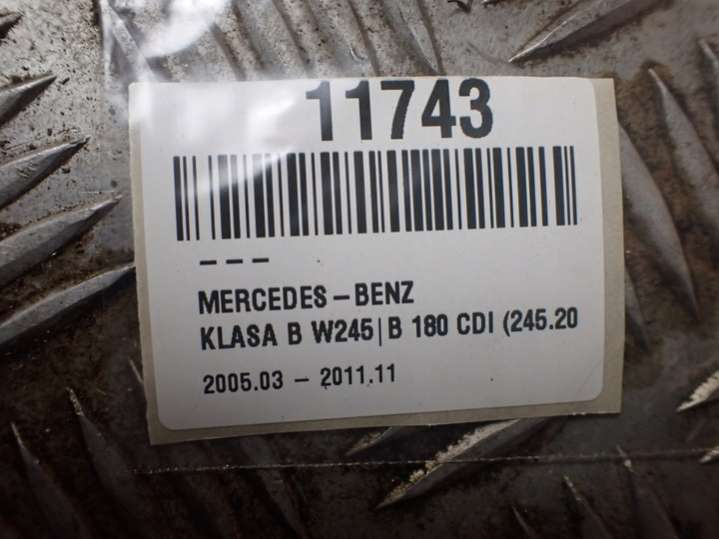 11743
– – –
MERCEDES–BENZ
KLASA B W245|B 180 CDI (245.20
2005.03 – 2011.11